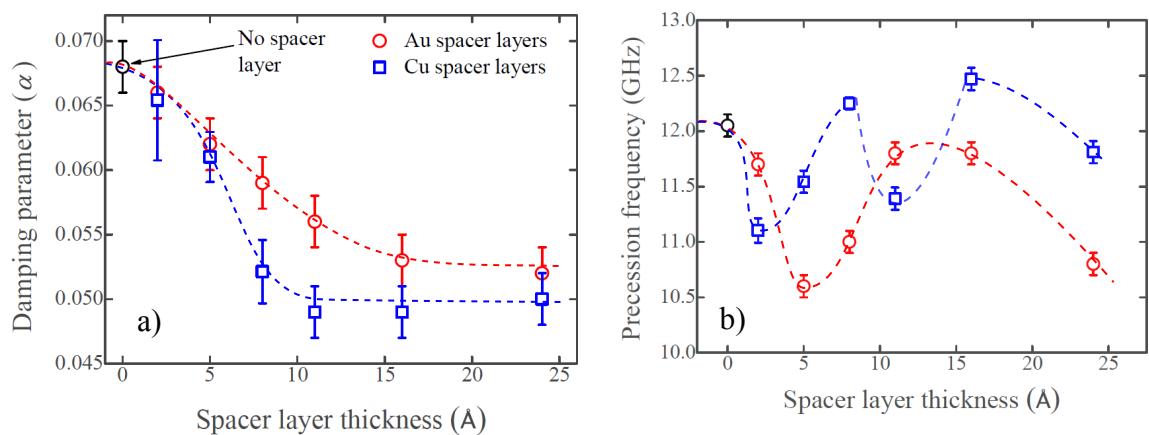 0.070
0.065
0.060
0.055
0.050
0.045
Damping parameter (α)
No spacer
layer
Au spacer layers
Cu spacer layers
a)
0 5 10 15 20 25
Spacer layer thickness (Å)
13.0
12.5
12.0
11.5
11.0
10.5
10.0
Precession frequency (GHz)
b)
0 5 10 15 20 25
Spacer layer thickness (Å)